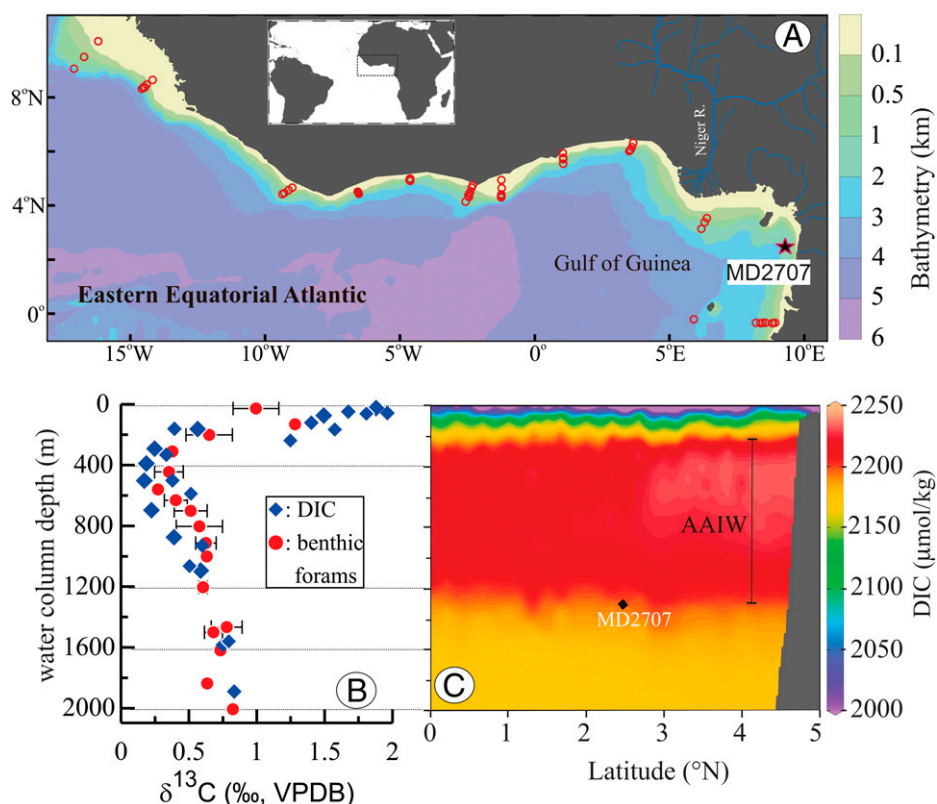 A
8°N
4°N
0°
15°W
10°W
5°W
0°
5°E
10°E
Niger R.
Gulf of Guinea
MD2707
Eastern Equatorial Atlantic
0.1
0.5
1
2
3
4
5
6
Bathymetry (km)
0
400
800
1200
1600
2000
water column depth (m)
: DIC
: benthic
forams
B
0
0.5
1
1.5
2
δ¹³C (‰, VPDB)
AAIW
MD2707
C
0
1
2
3
4
5
Latitude (°N)
2250
2200
2150
2100
2050
2000
DIC (µmol/kg)